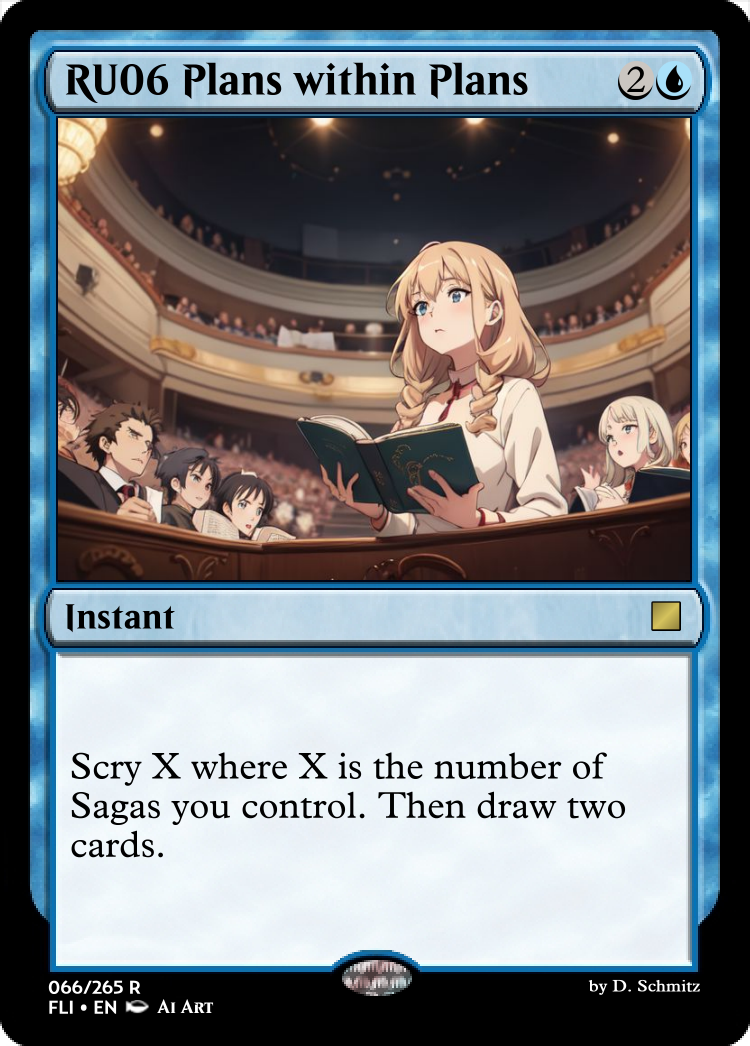 RU06 Plans within Plans 2
Instant
Scry X where X is the number of
Sagas you control. Then draw two
cards.
066/265 R
by D. Schmitz
FLI • EN AI ART